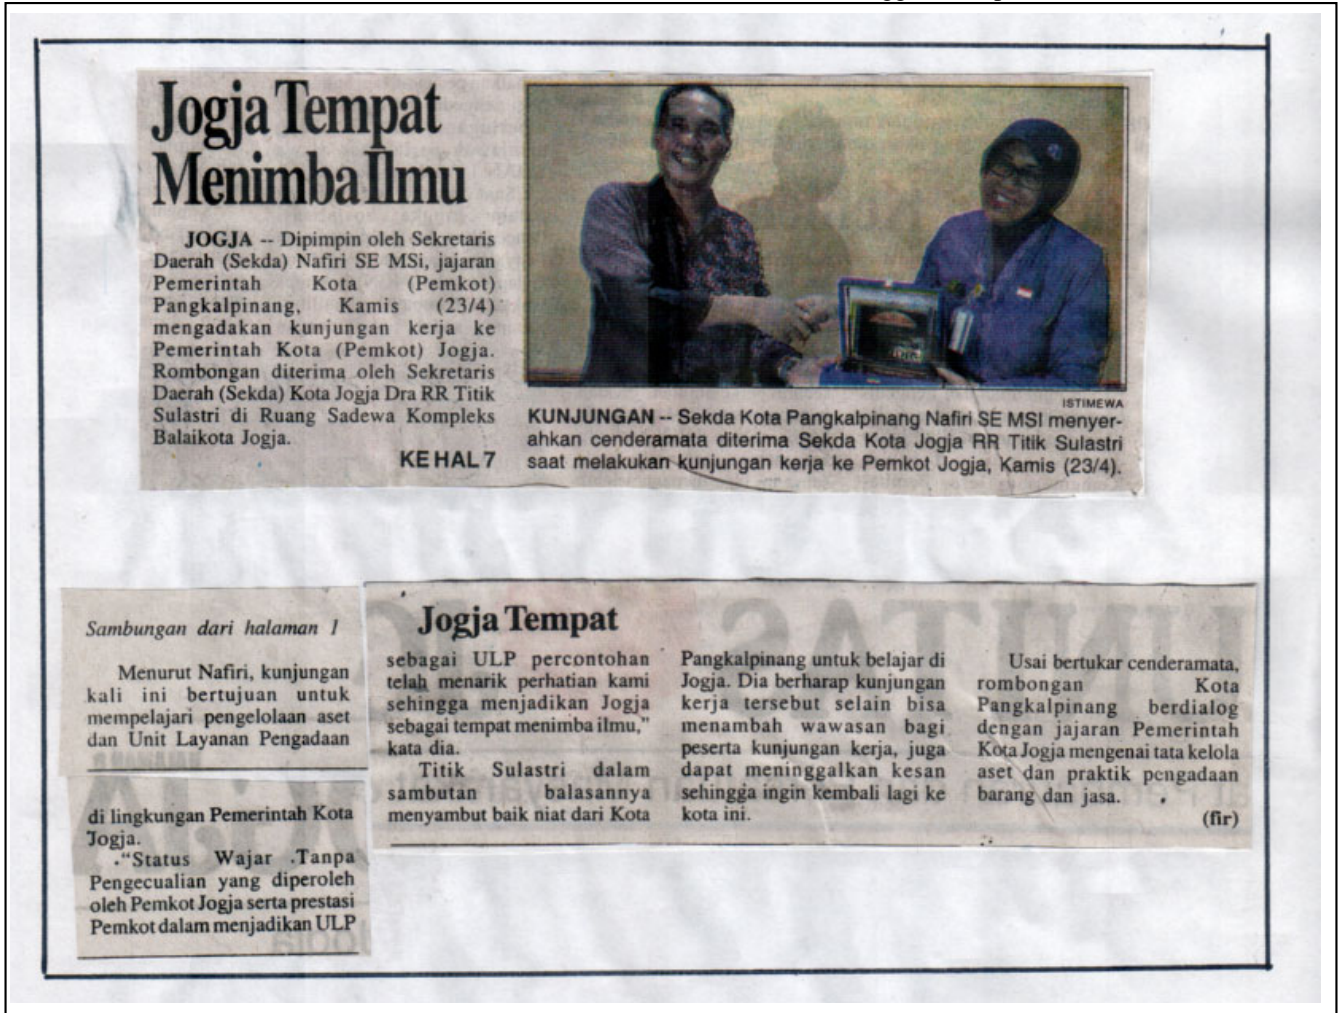 Jogja Tempat
Menimba Ilmu
JOGJA -- Dipimpin oleh Sekretaris
Daerah (Sekda) Nafiri SE MSi, jajaran
Pemerintah Kota (Pemkot)
Pangkalpinang, Kamis (23/4)
mengadakan kunjungan kerja ke
Pemerintah Kota (Pemkot) Jogja.
Rombongan diterima oleh Sekretaris
Daerah (Sekda) Kota Jogja Dra RR Titik
Sulastri di Ruang Sadewa Kompleks
Balaikota Jogja.
KE HAL 7
ISTIMEWA
KUNJUNGAN -- Sekda Kota Pangkalpinang Nafiri SE MSI menyer-
ahkan cenderamata diterima Sekda Kota Jogja RR Titik Sulastri
saat melakukan kunjungan kerja ke Pemkot Jogja, Kamis (23/4).
Jogja Tempat
Sambungan dari halaman 1
Menurut Nafiri, kunjungan
kali ini bertujuan untuk
mempelajari pengelolaan aset
dan Unit Layanan Pengadaan
di lingkungan Pemerintah Kota
Jogja.
"Status Wajar Tanpa
Pengecualian yang diperoleh
oleh Pemkot Jogja serta prestasi
Pemkot dalam menjadikan ULP
sebagai ULP percontohan
telah menarik perhatian kami
sehingga menjadikan Jogja
sebagai tempat menimba ilmu,"
kata dia.
Titik Sulastri dalam
sambutan balasannya
menyambut baik niat dari Kota
Pangkalpinang untuk belajar di
Jogja. Dia berharap kunjungan
kerja tersebut selain bisa
menambah wawasan bagi
peserta kunjungan kerja, juga
dapat meninggalkan kesan
sehingga ingin kembali lagi ke
kota ini.
Usai bertukar cenderamata,
rombongan Kota
Pangkalpinang berdialog
dengan jajaran Pemerintah
Kota Jogja mengenai tata kelola
aset dan praktik pengadaan
barang dan jasa.
(fir)